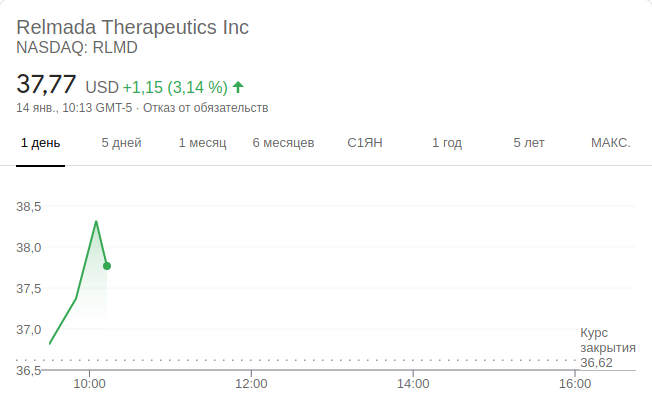 Relmada Therapeutics Inc
NASDAQ: RLMD
37,77 USD +1,15 (3,14 %)
14 янв., 10:13 GMT-5 · Отказ от обязательств
1 день 5 дней 1 месяц 6 месяцев С1ЯН 1 год 5 лет МАКС.
38,5
38,0
37,5
37,0
Курс
закрытия
36,62
36,5
10:00 12:00 14:00 16:00